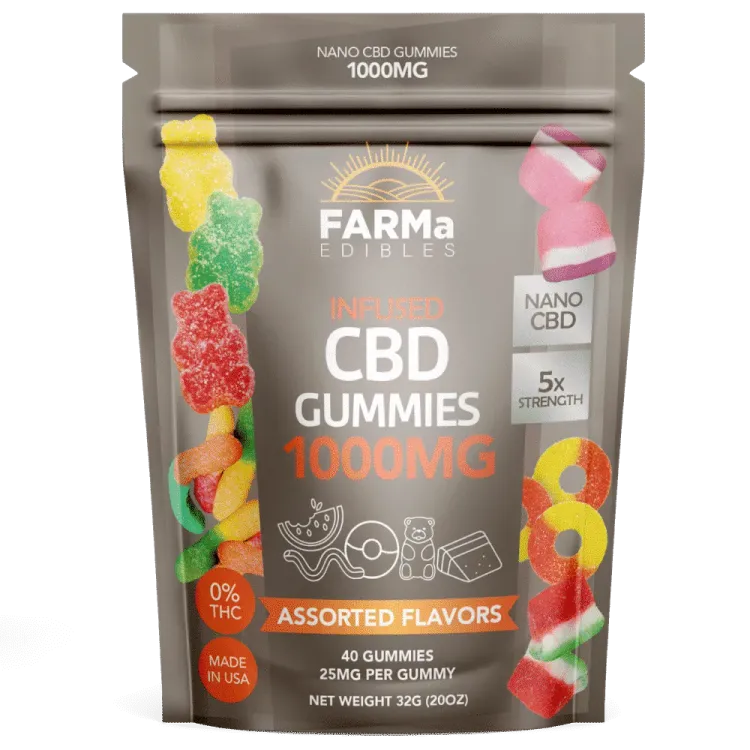 NANO CBD GUMMIES
1000MG
FARMa
EDIBLES
INFUSED
CBD
GUMMIES
1000MG
NANO
CBD
5x
STRENGTH
0%
THC
ASSORTED FLAVORS
MADE
IN USA
40 GUMMIES
25MG PER GUMMY
NET WEIGHT 32G (20OZ)